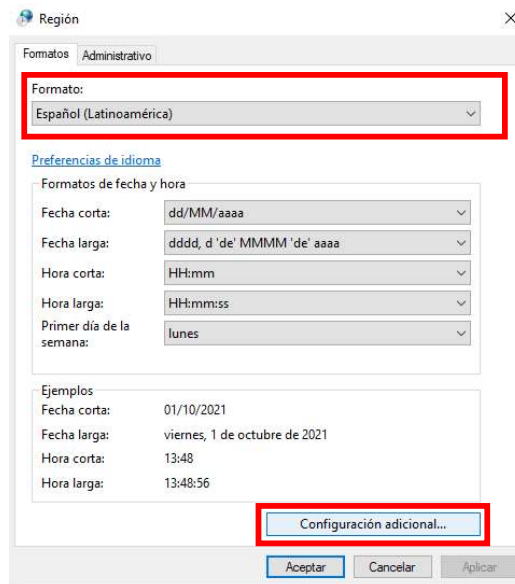 Región
Formatos Administrativo
Formato:
Español (Latinoamérica)
Preferencias de idioma
Formatos de fecha y hora
Fecha corta: dd/MM/aaaa
Fecha larga: dddd, d 'de' MMMM 'de' aaaa
Hora corta: HH:mm
Hora larga: HH:mm:ss
Primer día de la
semana: lunes
Ejemplos
Fecha corta: 01/10/2021
Fecha larga: viernes, 1 de octubre de 2021
Hora corta: 13:48
Hora larga: 13:48:56
Configuración adicional...
Aceptar Cancelar Aplicar